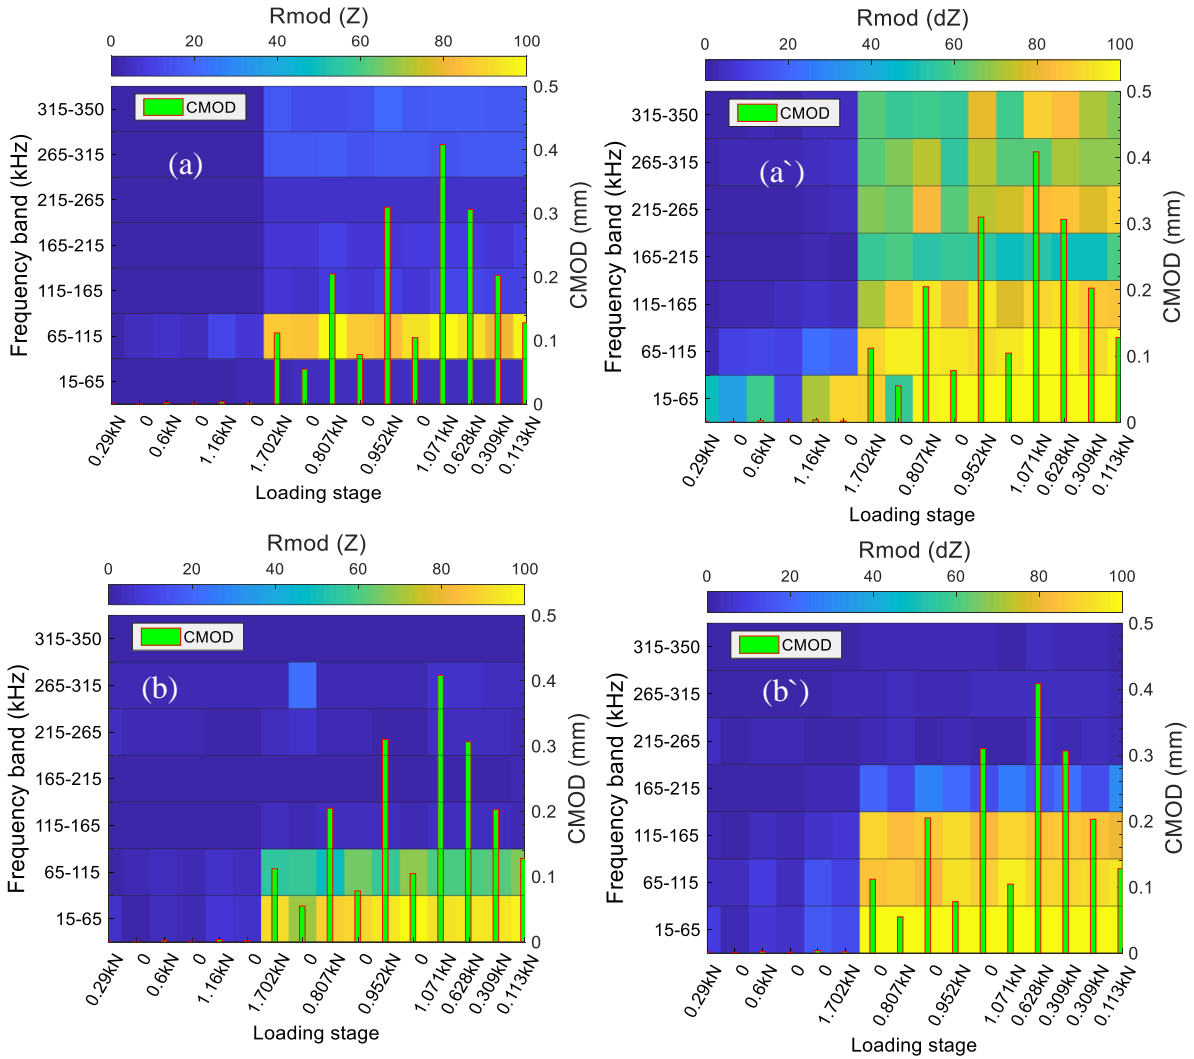 Rmod (Z)
0 20 40 60 80 100
CMOD
(a)
315-350
265-315
215-265
165-215
115-165
65-115
15-65
Frequency band (kHz)
0.5
0.4
0.3
0.2
0.1
0
CMOD (mm)
0.29kN 0 0.6kN 0 1.16kN 0 1.702kN 0 0.807kN 0 0.952kN 0 1.071kN 0.628kN 0.309kN 0.113kN
Loading stage
Rmod (dZ)
0 20 40 60 80 100
CMOD
(a`)
315-350
265-315
215-265
165-215
115-165
65-115
15-65
Frequency band (kHz)
0.5
0.4
0.3
0.2
0.1
0
CMOD (mm)
0.29kN 0 0.6kN 0 1.16kN 0 1.702kN 0 0.807kN 0 0.952kN 0 1.071kN 0.628kN 0.309kN 0.113kN
Loading stage
Rmod (Z)
0 20 40 60 80 100
CMOD
(b)
315-350
265-315
215-265
165-215
115-165
65-115
15-65
Frequency band (kHz)
0.5
0.4
0.3
0.2
0.1
0
CMOD (mm)
0.29kN 0 0.6kN 0 1.16kN 0 1.702kN 0 0.807kN 0 0.952kN 0 1.071kN 0.628kN 0.309kN 0.113kN
Loading stage
Rmod (dZ)
0 20 40 60 80 100
CMOD
(b`)
315-350
265-315
215-265
165-215
115-165
65-115
15-65
Frequency band (kHz)
0.5
0.4
0.3
0.2
0.1
0
CMOD (mm)
0.29kN 0 0.6kN 0 1.702kN 0 0.807kN 0 0.952kN 0 1.071kN 0.628kN 0.309kN 0.309kN 0.113kN
Loading stage